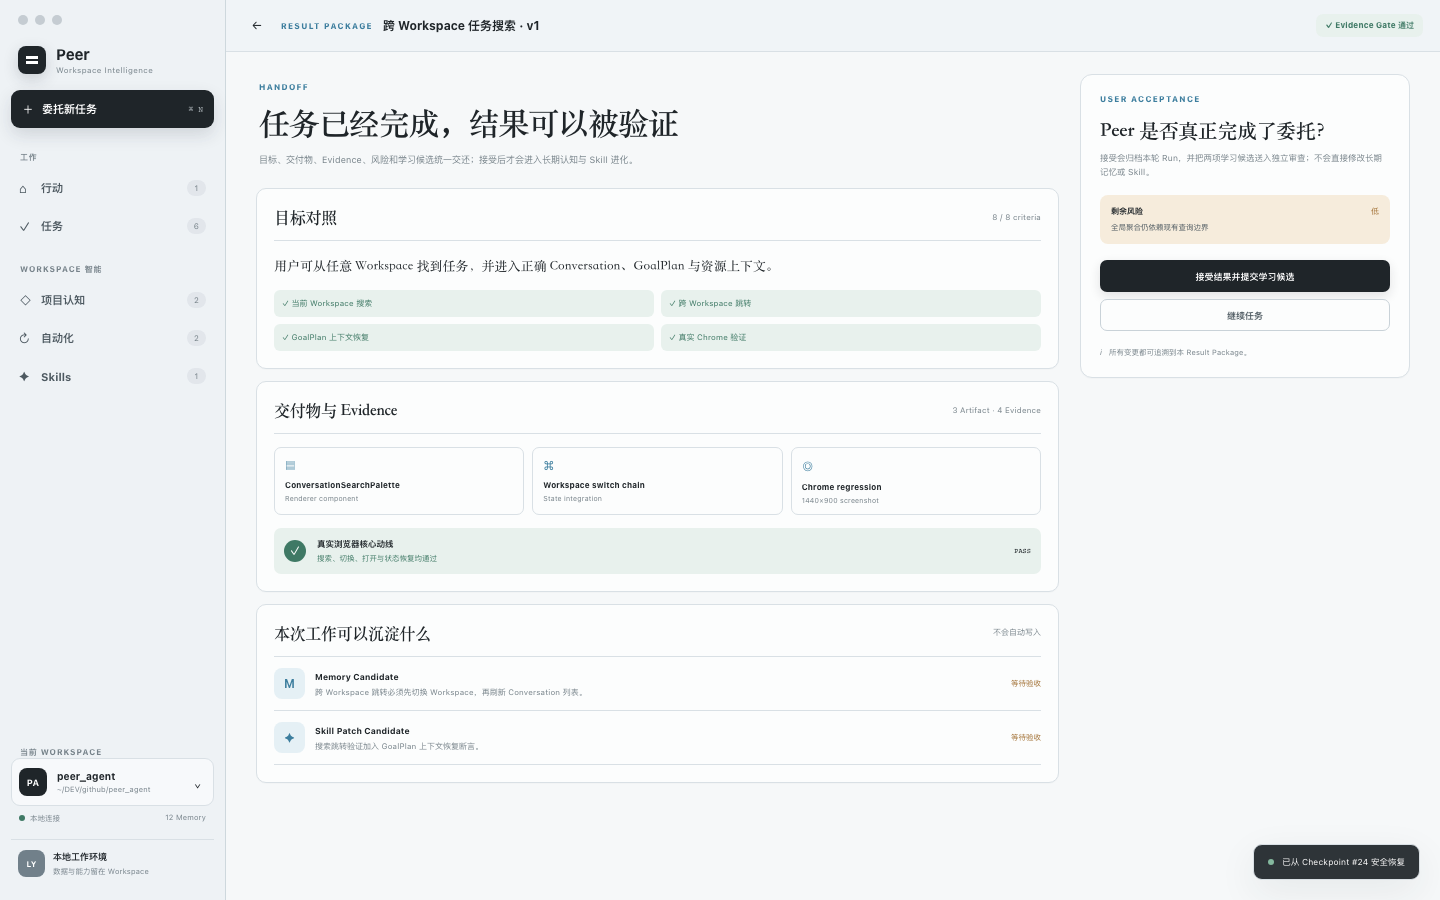 Peer
Workspace Intelligence
+ 委托新任务 ⌘ N
工作
行动 1
任务 6
WORKSPACE 智能
项目认知 2
自动化 2
Skills 1
当前 WORKSPACE
PA
peer_agent
~/DEV/github/peer_agent
本地连接 12 Memory
LY
本地工作环境
数据与能力留在 Workspace
← RESULT PACKAGE 跨 Workspace 任务搜索 · v1
✓ Evidence Gate 通过
HANDOFF
任务已经完成，结果可以被验证
目标、交付物、Evidence、风险和学习候选统一交还；接受后才会进入长期认知与 Skill 进化。
目标对照 8 / 8 criteria
用户可从任意 Workspace 找到任务，并进入正确 Conversation、GoalPlan 与资源上下文。
✓ 当前 Workspace 搜索
✓ 跨 Workspace 跳转
✓ GoalPlan 上下文恢复
✓ 真实 Chrome 验证
交付物与 Evidence 3 Artifact · 4 Evidence
▤
ConversationSearchPalette
Renderer component
⌘
Workspace switch chain
State integration
◎
Chrome regression
1440×900 screenshot
✓
真实浏览器核心动线
搜索、切换、打开与状态恢复均通过
PASS
本次工作可以沉淀什么 不会自动写入
M
Memory Candidate
跨 Workspace 跳转必须先切换 Workspace，再刷新 Conversation 列表。
等待验收
✦
Skill Patch Candidate
搜索跳转验证加入 GoalPlan 上下文恢复断言。
等待验收
USER ACCEPTANCE
Peer 是否真正完成了委托?
接受会归档本轮 Run，并把两项学习候选送入独立审查；不会直接修改长期
记忆或 Skill。
剩余风险 低
全局聚合仍依赖现有查询边界
接受结果并提交学习候选
继续任务
i 所有变更都可追溯到本 Result Package。
已从 Checkpoint #24 安全恢复